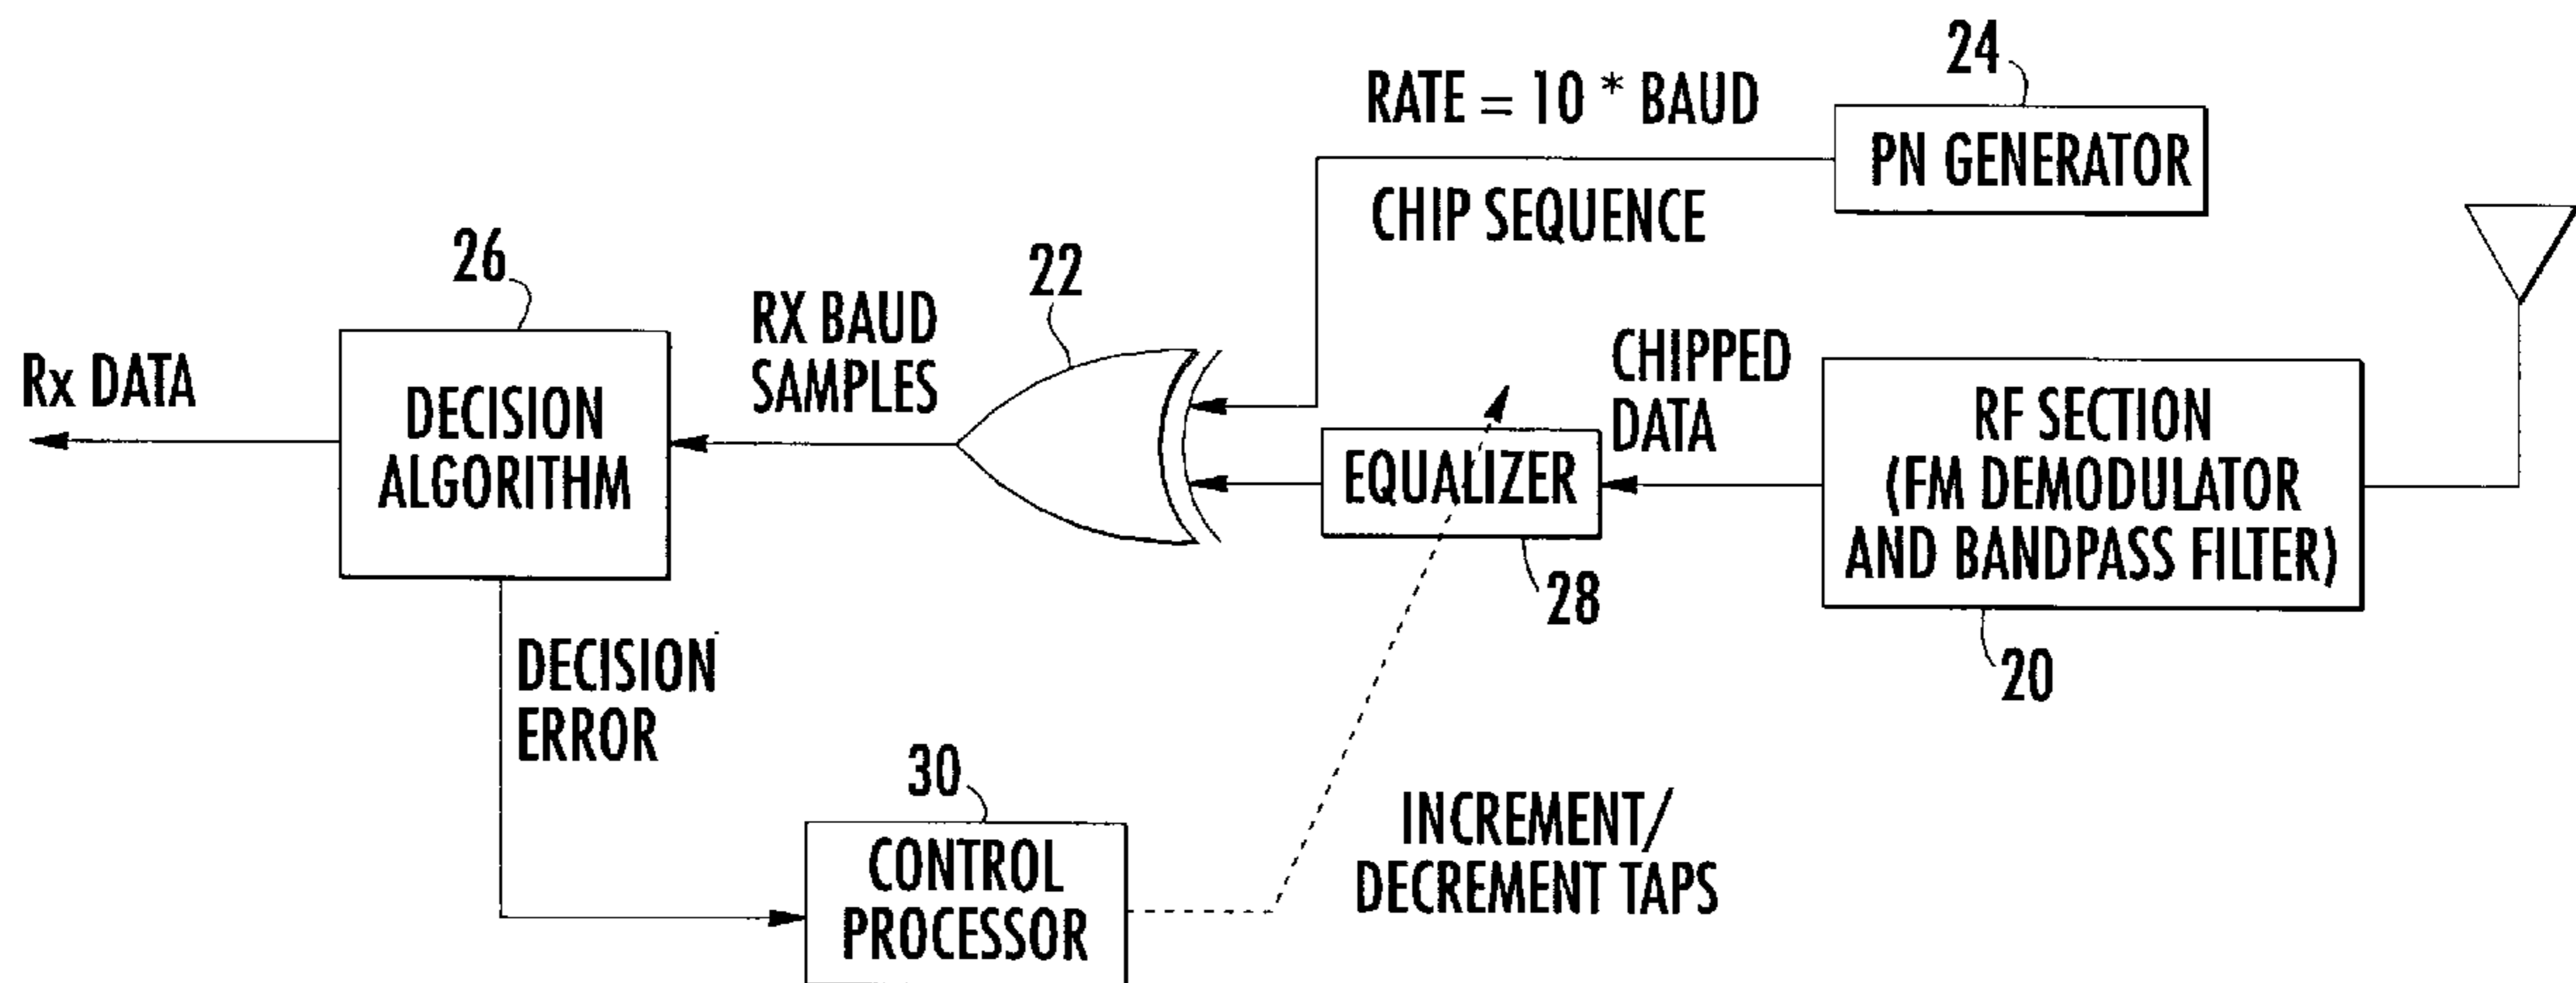 24
RATE = 10 * BAUD
PN GENERATOR
CHIP SEQUENCE
26
22
RX BAUD
SAMPLES
CHIPPED
DATA
Rx DATA
DECISION
ALGORITHM
EQUALIZER
RF SECTION
(FM DEMODULATOR
AND BANDPASS FILTER)
28
20
DECISION
ERROR
30
CONTROL
PROCESSOR
INCREMENT/
DECREMENT TAPS